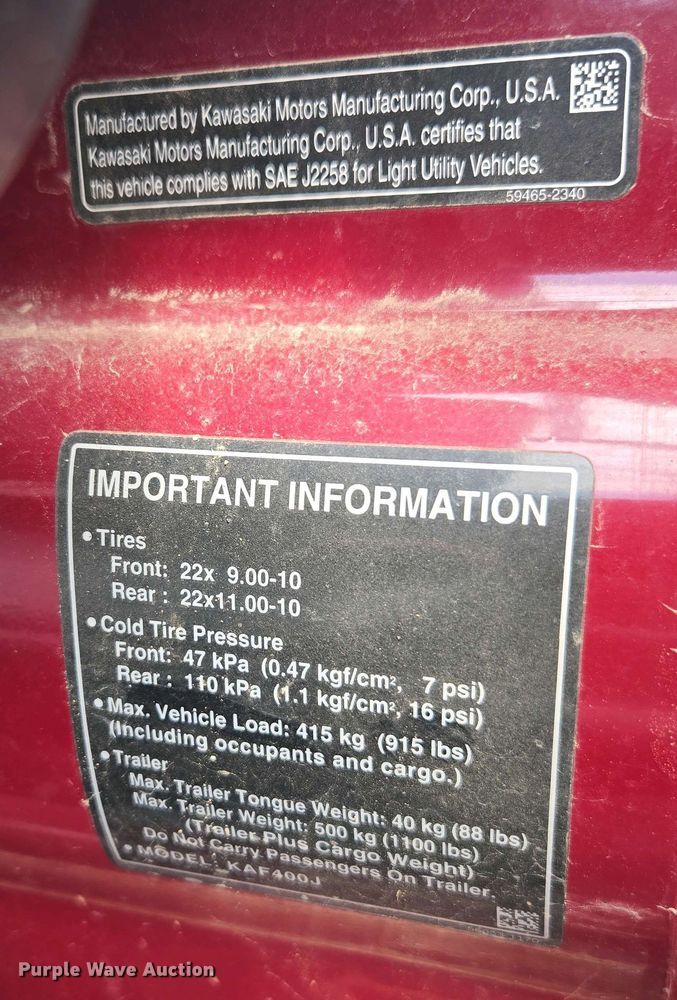 Manufactured by Kawasaki Motors Manufacturing Corp., U.S.A.
Kawasaki Motors Manufacturing Corp., U.S.A. certifies that
this vehicle complies with SAE J2258 for Light Utility Vehicles.
59465-2340
IMPORTANT INFORMATION
• Tires
Front: 22x 9.00-10
Rear : 22x11.00-10
• Cold Tire Pressure
Front: 47 kPa (0.47 kgf/cm², 7 psi)
Rear : 110 kPa (1.1 kgf/cm², 16 psi)
• Max. Vehicle Load: 415 kg (915 lbs)
(Including occupants and cargo.)
• Trailer
Max. Trailer Tongue Weight: 40 kg (88 lbs)
Max. Trailer Weight: 500 kg (1100 lbs)
(Trailer Plus Cargo Weight)
Do Not Carry Passengers On Trailer.
• MODEL: KAF400J
Purple Wave Auction